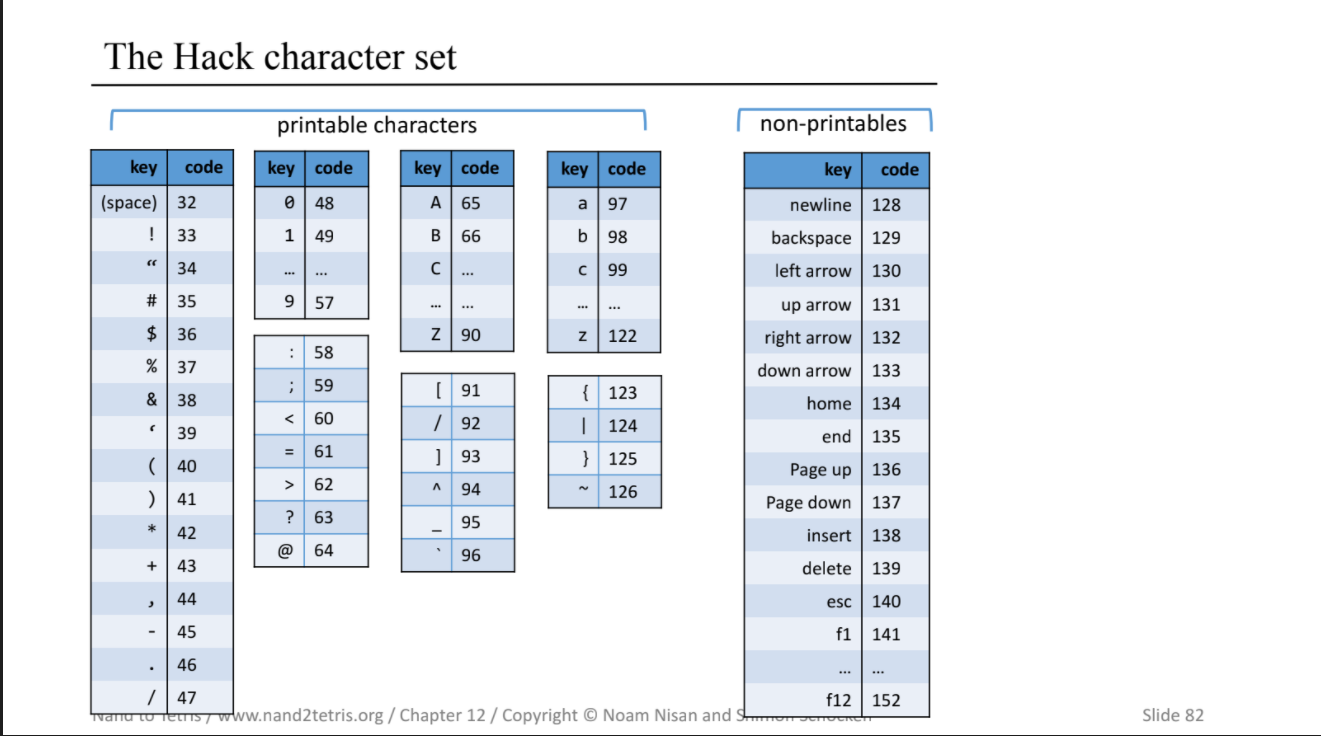 The Hack character set
printable characters
non-printables
key code
(space) 32
! 33
“ 34
# 35
$ 36
% 37
& 38
‘ 39
( 40
) 41
* 42
+ 43
, 44
- 45
. 46
/ 47
key code
0 48
1 49
... ...
9 57
: 58
; 59
< 60
= 61
> 62
? 63
@ 64
key code
A 65
B 66
C ...
... ...
Z 90
[ 91
/ 92
] 93
^ 94
_ 95
` 96
key code
a 97
b 98
c 99
... ...
z 122
{ 123
| 124
} 125
~ 126
key code
newline 128
backspace 129
left arrow 130
up arrow 131
right arrow 132
down arrow 133
home 134
end 135
Page up 136
Page down 137
insert 138
delete 139
esc 140
f1 141
... ...
f12 152
Nand to Tetris / www.nand2tetris.org / Chapter 12 / Copyright © Noam Nisan and Shimon Schocken
Slide 82